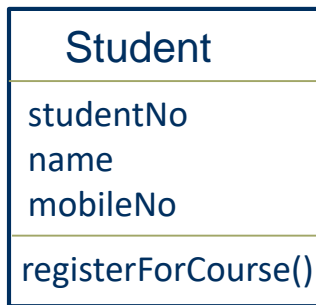 Student
studentNo
name
mobileNo
registerForCourse()